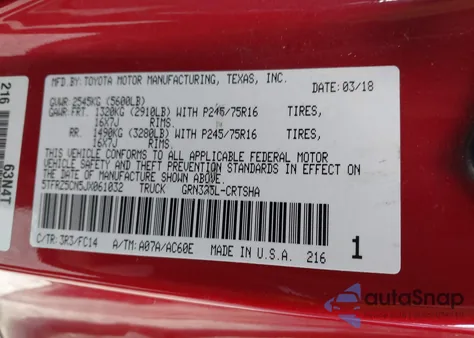 MFD.BY: TOYOTA MOTOR MANUFACTURING, TEXAS, INC.
DATE: 03/18
GVWR 2545KG (5600LB)
GAWR: FRT. 1320KG (2910LB) WITH P245/75R16 TIRES,
16X7J RIMS.
RR. 1490KG (3280LB) WITH P245/75R16 TIRES,
16X7J RIMS.
THIS VEHICLE CONFORMS TO ALL APPLICABLE FEDERAL MOTOR
VEHICLE SAFETY, BUMPER, AND THEFT PREVENTION STANDARDS IN EFFECT ON
THE DATE OF MANUFACTURE SHOWN ABOVE.
5TFRZ5CN5JX061032 TRUCK GRN325L-CRTSHA
C/TR: 3R3/FC14 A/TM: A07A/AC60E MADE IN U.S.A. 216 1
216
63N4T
autoSnap